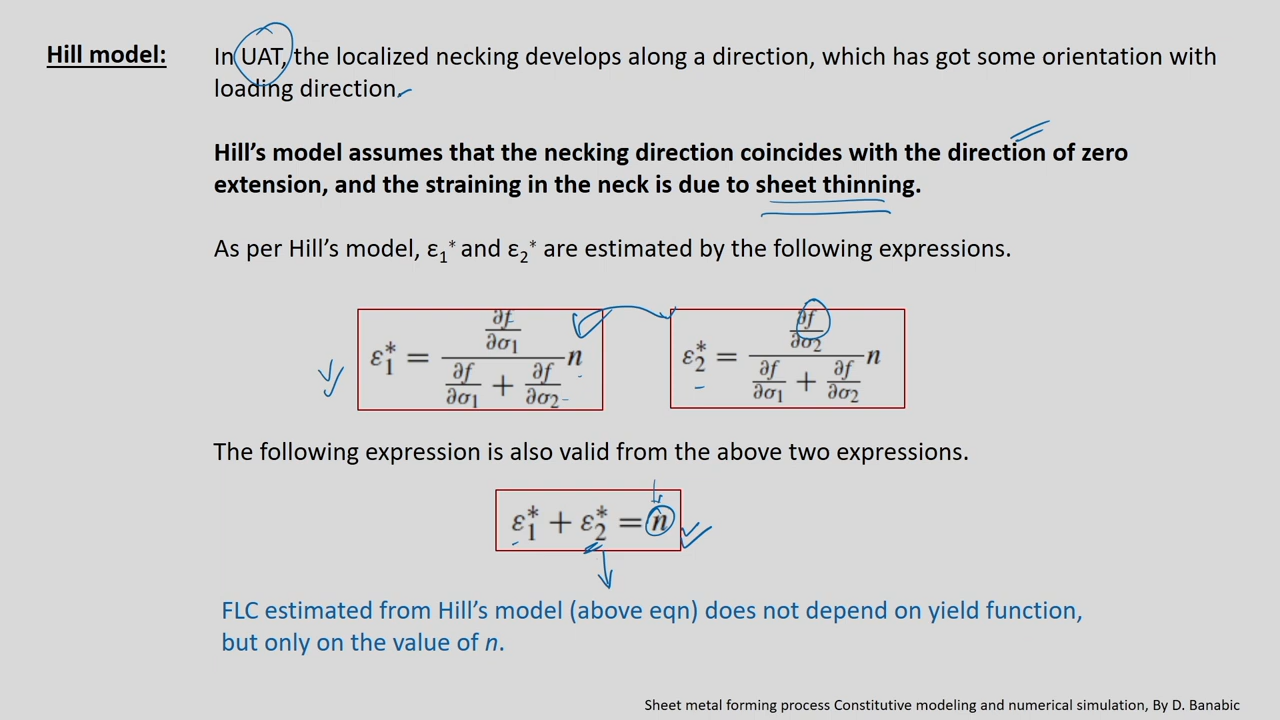 Hill model:
In UAT, the localized necking develops along a direction, which has got some orientation with
loading direction.
Hill's model assumes that the necking direction coincides with the direction of zero
extension, and the straining in the neck is due to sheet thinning.
As per Hill's model, ε₁* and ε₂* are estimated by the following expressions.
ε₁* = (∂f/∂σ₁) / (∂f/∂σ₁ + ∂f/∂σ₂) n
ε₂* = (∂f/∂σ₂) / (∂f/∂σ₁ + ∂f/∂σ₂) n
The following expression is also valid from the above two expressions.
ε₁* + ε₂* = n
FLC estimated from Hill's model (above eqn) does not depend on yield function,
but only on the value of n.
Sheet metal forming process Constitutive modeling and numerical simulation, By D. Banabic